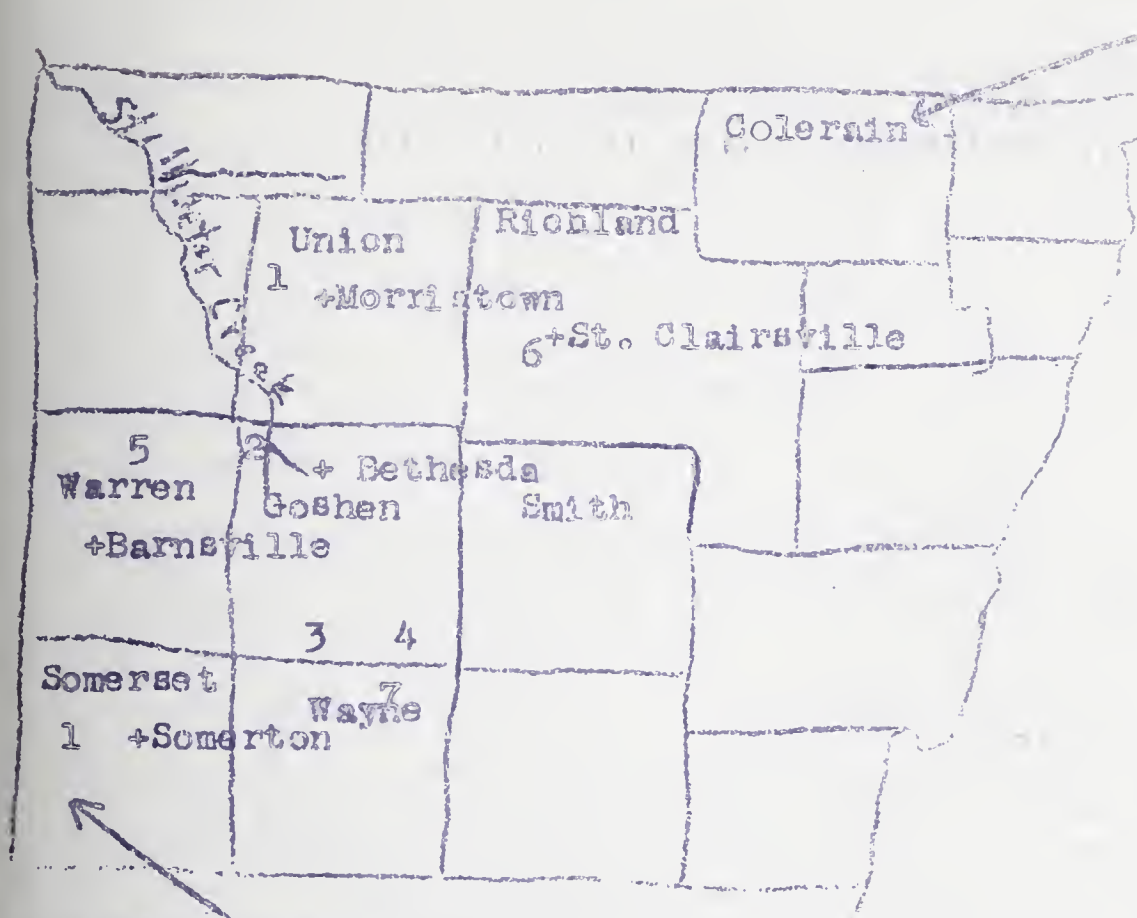 Colerain
Stillwater Creek
Richland
Union
1
+Morristown
6
+St. Clairsville
5
2
+ Bethesda
Warren
Goshen
Smith
+Barnsville
3 4
Somerset
7
Wayne
1 +Somerton